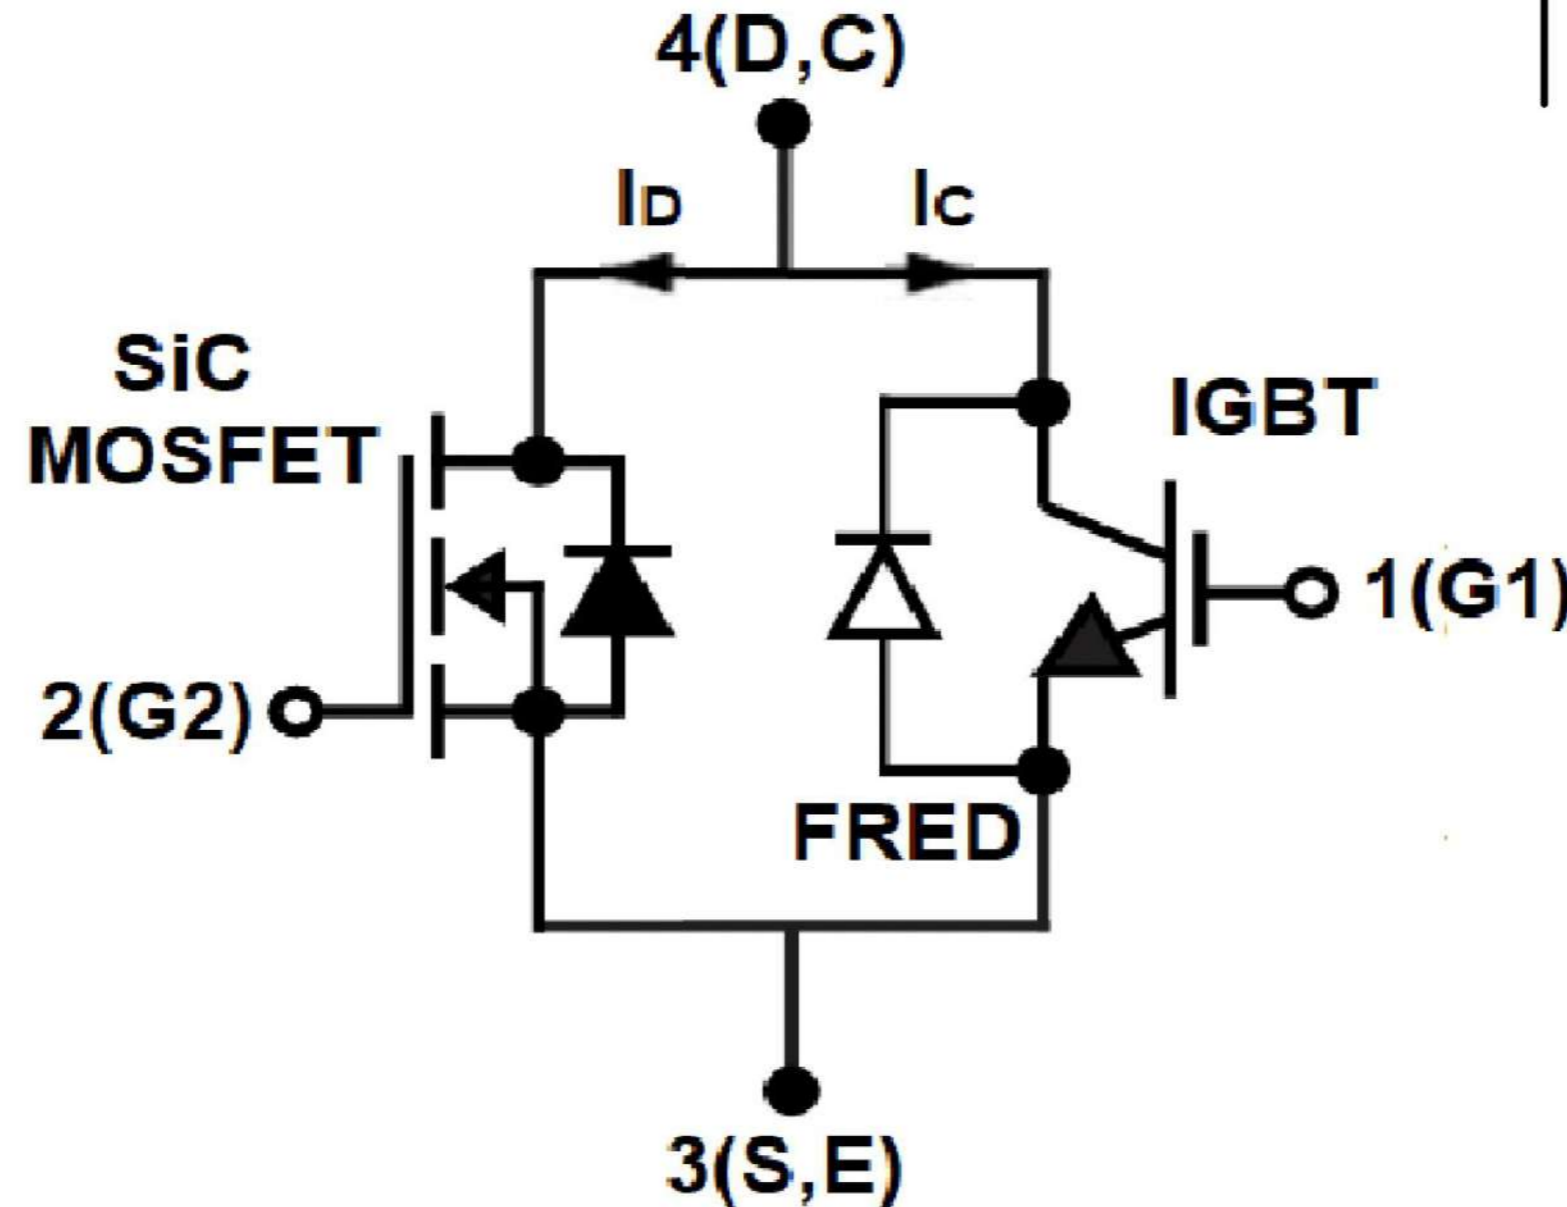 4(D,C)
ID
IC
SiC
MOSFET
IGBT
1(G1)
2(G2)
FRED
3(S,E)